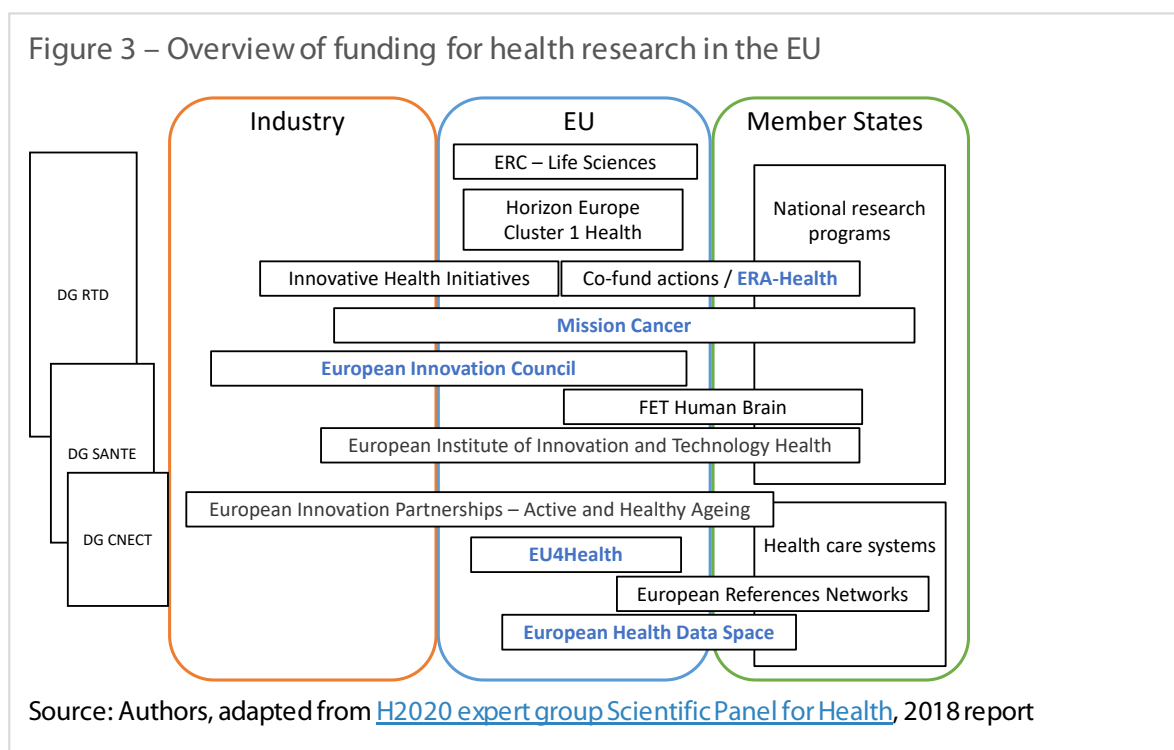 Figure 3 – Overview of funding for health research in the EU
Industry
EU
Member States
ERC – Life Sciences
Horizon Europe
Cluster 1 Health
National research
programs
DG RTD
Innovative Health Initiatives
Co-fund actions / ERA-Health
Mission Cancer
European Innovation Council
FET Human Brain
European Institute of Innovation and Technology Health
DG SANTE
European Innovation Partnerships – Active and Healthy Ageing
DG CNECT
EU4Health
Health care systems
European References Networks
European Health Data Space
Source: Authors, adapted from H2020 expert group Scientific Panel for Health, 2018 report